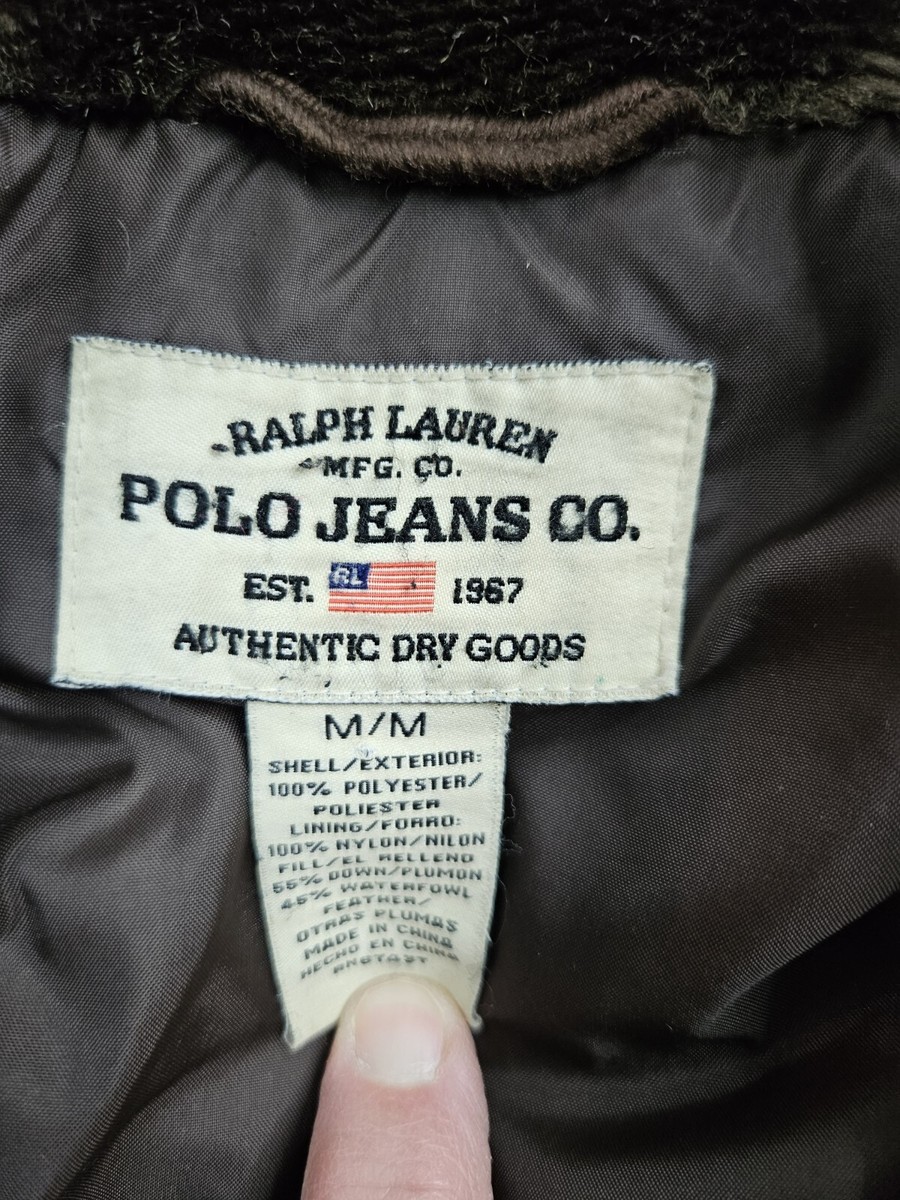 RALPH LAUREN
MFG. CO.
POLO JEANS CO.
EST. RL 1967
AUTHENTIC DRY GOODS
M/M
SHELL/EXTERIOR:
100% POLYESTER/
POLIESTER
LINING/FORRO:
100% NYLON/NILON
FILL/EL RELLENO
55% DOWN/PLUMON
45% WATERFOWL
FEATHER/
OTRAS PLUMAS
MADE IN CHINA
HECHO EN CHINA